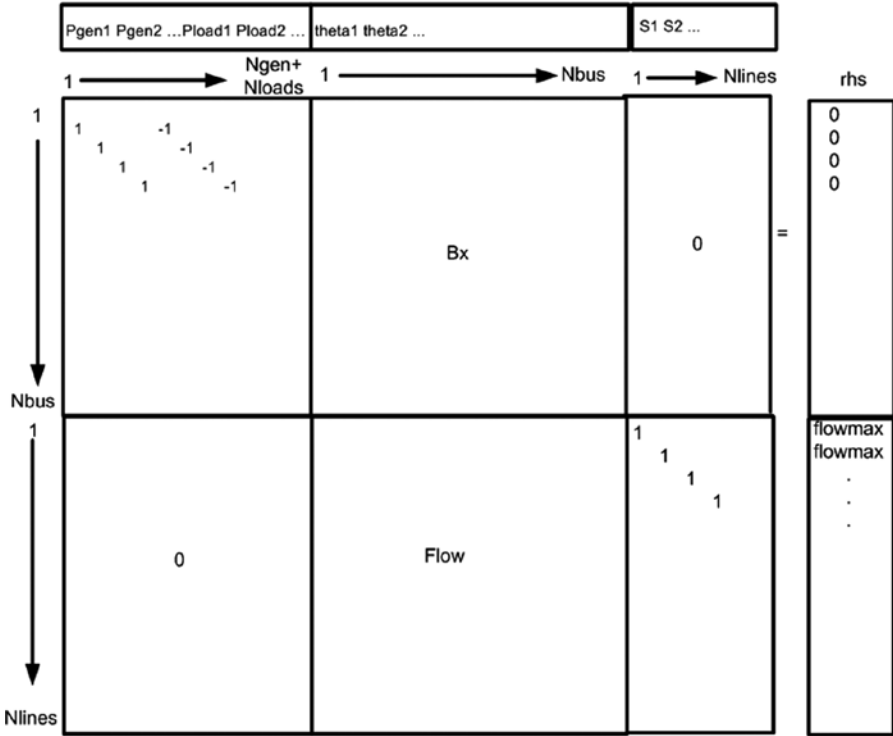 Pgen1 Pgen2 ...Pload1 Pload2 ... theta1 theta2 ... S1 S2 ...
1 Ngen+ Nloads 1 Nbus 1 Nlines rhs
1
1 -1
1 -1
1 -1
1 -1
Bx
0
=
0
0
0
0
Nbus
1
0
Flow
1
1
1
1
flowmax
flowmax
.
.
.
Nlines